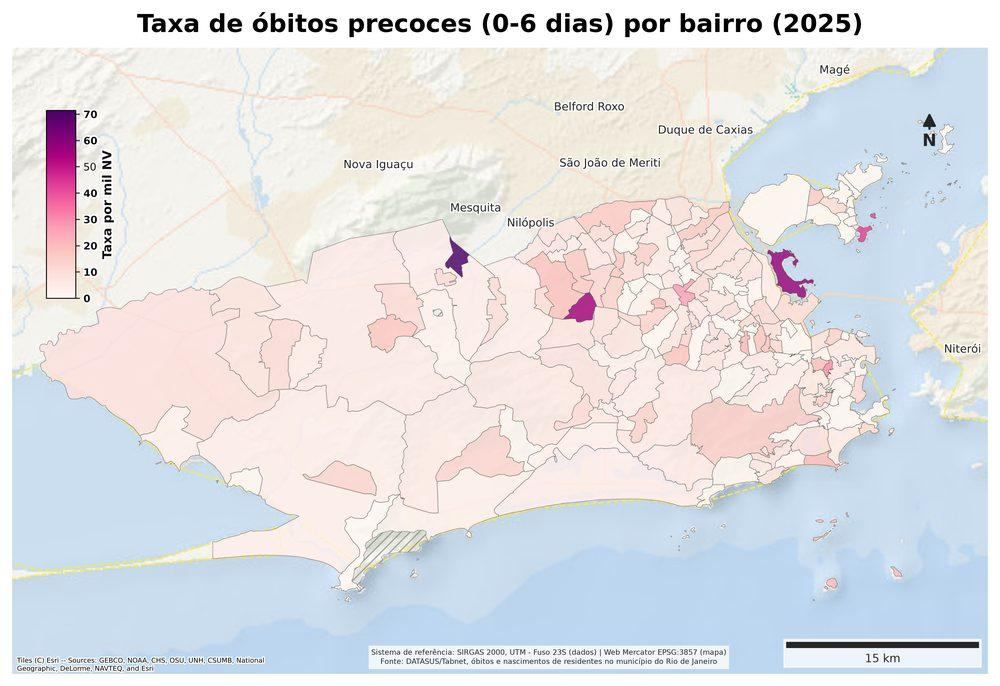 Taxa de óbitos precoces (0-6 dias) por bairro (2025)
Magé
Belford Roxo
Duque de Caxias
N
Nova Iguaçu
São João de Meriti
Mesquita
Nilópolis
Niterói
70
60
50
40
30
20
10
0
Taxa por mil NV
Tiles (C) Esri -- Sources: GEBCO, NOAA, CHS, OSU, UNH, CSUMB, National
Geographic, DeLorme, NAVTEQ, and Esri
Sistema de referência: SIRGAS 2000, UTM - Fuso 23S (dados) | Web Mercator EPSG:3857 (mapa)
Fonte: DATASUS/Tabnet, óbitos e nascimentos de residentes no município do Rio de Janeiro
15 km